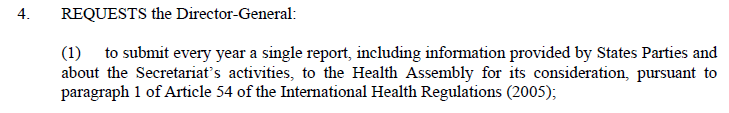 4. REQUESTS the Director-General:
(1) to submit every year a single report, including information provided by States Parties and
about the Secretariat's activities, to the Health Assembly for its consideration, pursuant to
paragraph 1 of Article 54 of the International Health Regulations (2005);